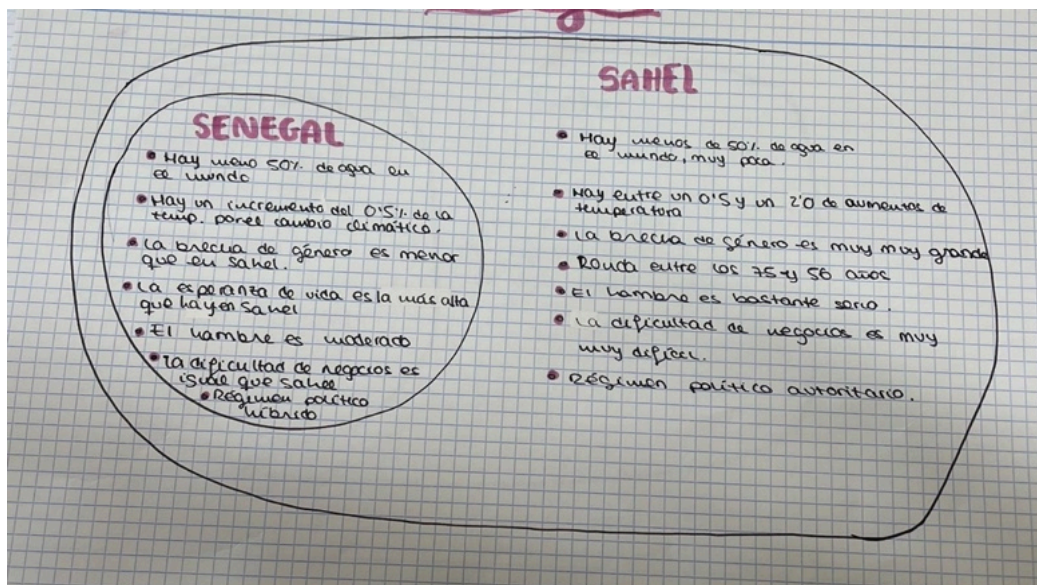 SENEGAL
• Hay meno 50% de agua en
el mundo
• Hay un incremento del 0'5% de la
temp. por el cambio climático.
• La brecha de género es menor
que en Sahel.
• La esperanza de vida es la más alta
que hay en Sahel
• El hambre es moderado
• La dificultad de negocios es
igual que Sahel
• Régimen político
híbrido
SAHEL
• Hay menos de 50% de agua en
el mundo, muy poca.
• Hay entre un 0'5 y un 2'0 de aumentos de
temperatura
• La brecha de género es muy muy grande
• Ronda entre los 75 y 56 años
• El hambre es bastante serio.
• La dificultad de negocios es muy
muy difícil.
• Régimen político autoritario.